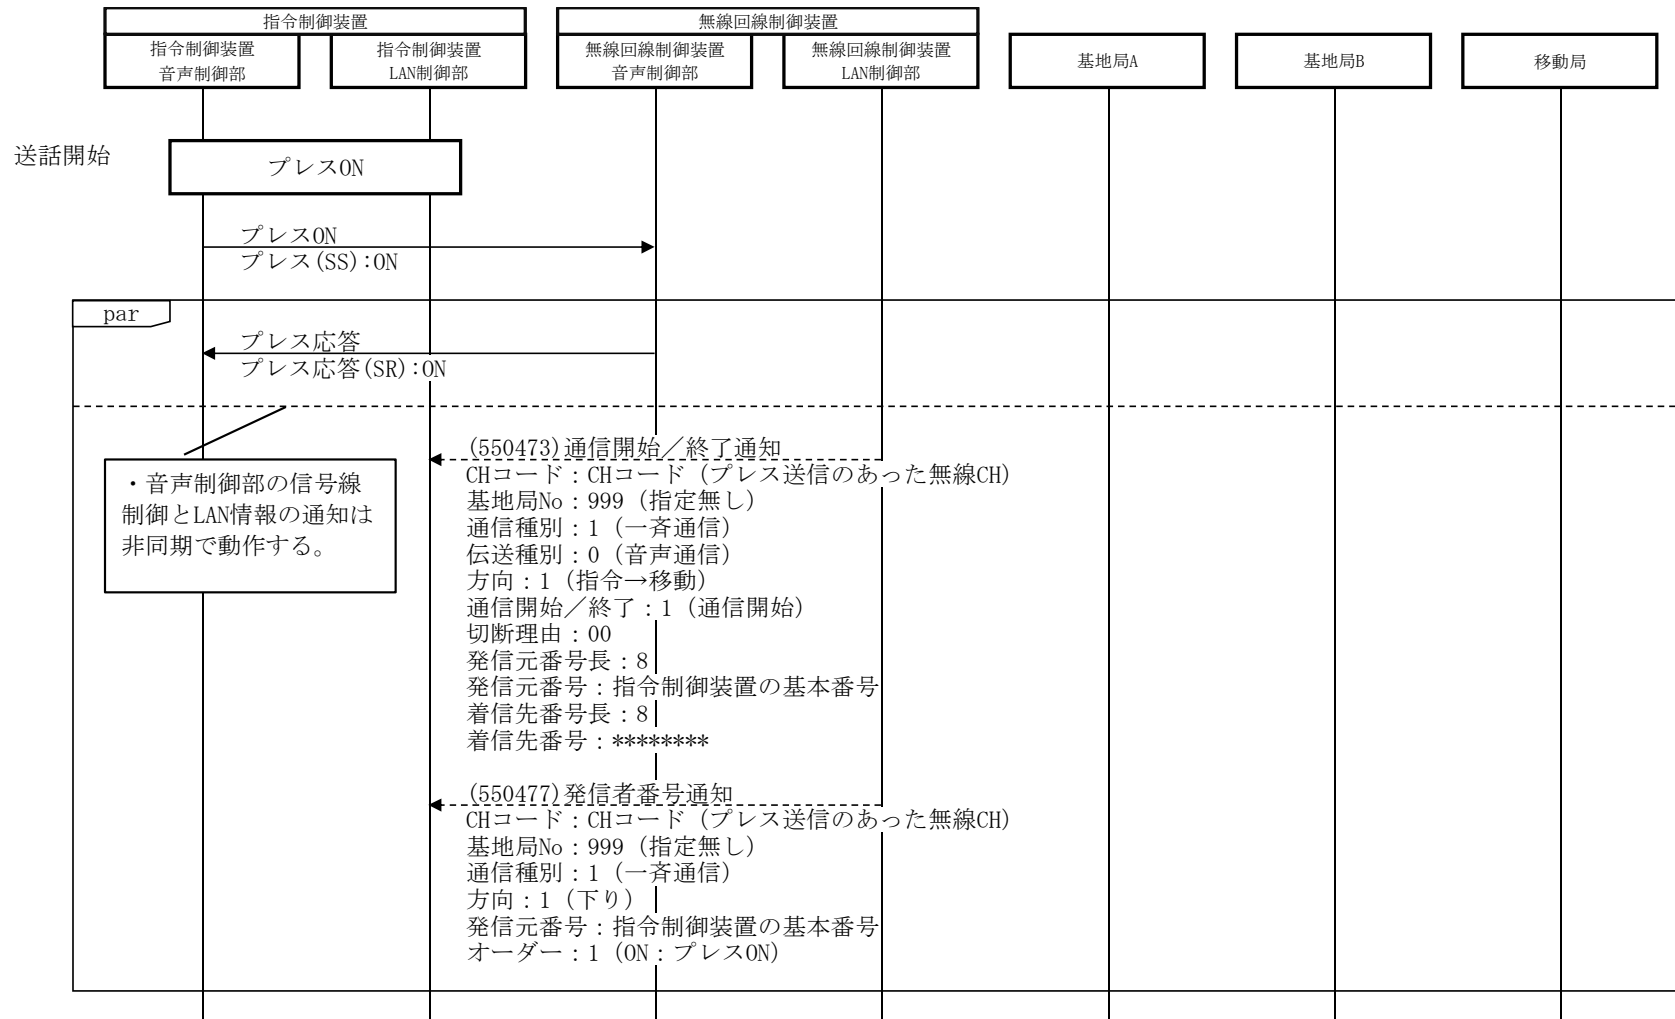 指令制御装置
無線回線制御装置
指令制御装置
音声制御部
指令制御装置
LAN制御部
無線回線制御装置
音声制御部
無線回線制御装置
LAN制御部
基地局A
基地局B
移動局
送話開始
プレスON
プレスON
プレス(SS):ON
par
プレス応答
プレス応答(SR):ON
・音声制御部の信号線
制御とLAN情報の通知は
非同期で動作する。
(550473)通信開始／終了通知
CHコード：CHコード（プレス送信のあった無線CH）
基地局No：999（指定無し）
通信種別：1（一斉通信）
伝送種別：0（音声通信）
方向：1（指令→移動）
通信開始／終了：1（通信開始）
切断理由：00
発信元番号長：8
発信元番号：指令制御装置の基本番号
着信先番号長：8
着信先番号：********
(550477)発信者番号通知
CHコード：CHコード（プレス送信のあった無線CH）
基地局No：999（指定無し）
通信種別：1（一斉通信）
方向：1（下り）
発信元番号：指令制御装置の基本番号
オーダー：1（ON：プレスON）